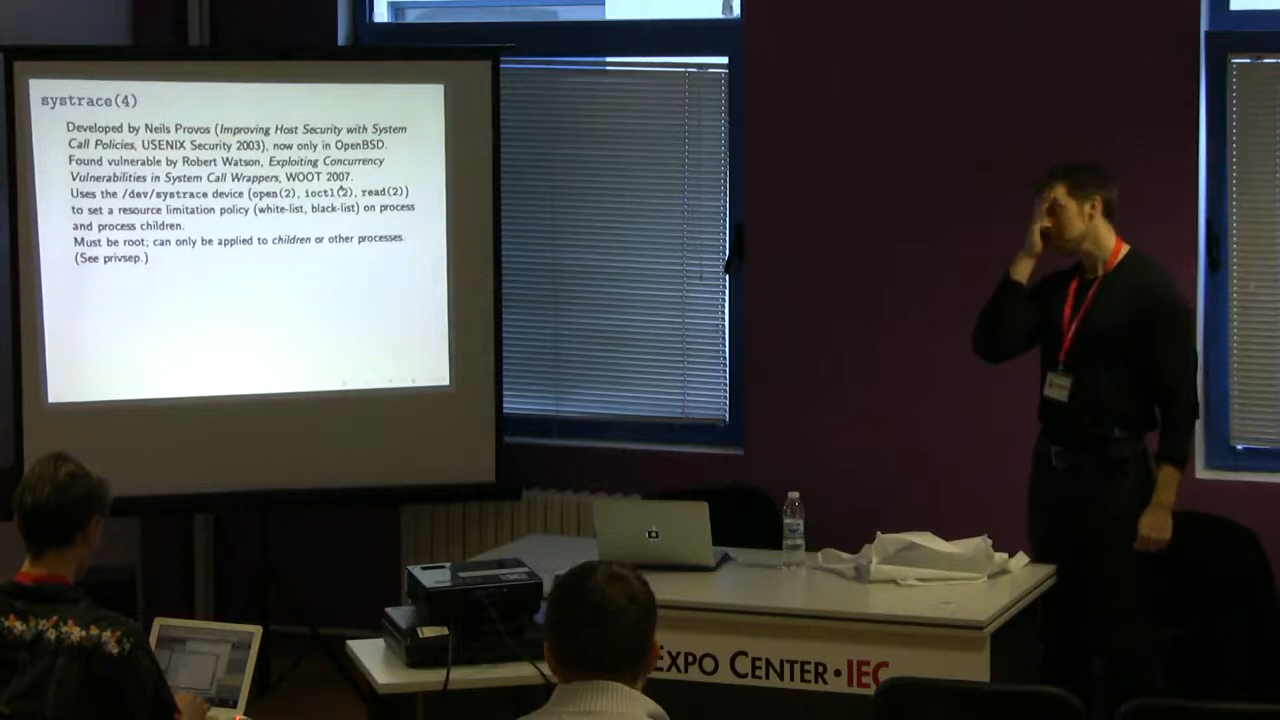 systrace(4)
Developed by Neils Provos (Improving Host Security with System
Call Policies, USENIX Security 2003), now only in OpenBSD.
Found vulnerable by Robert Watson, Exploiting Concurrency
Vulnerabilities in System Call Wrappers, WOOT 2007.
Uses the /dev/systrace device (open(2), ioctl(2), read(2))
to set a resource limitation policy (white-list, black-list) on process
and process children.
Must be root; can only be applied to children or other processes.
(See privsep.)
EXPO CENTER • IEC